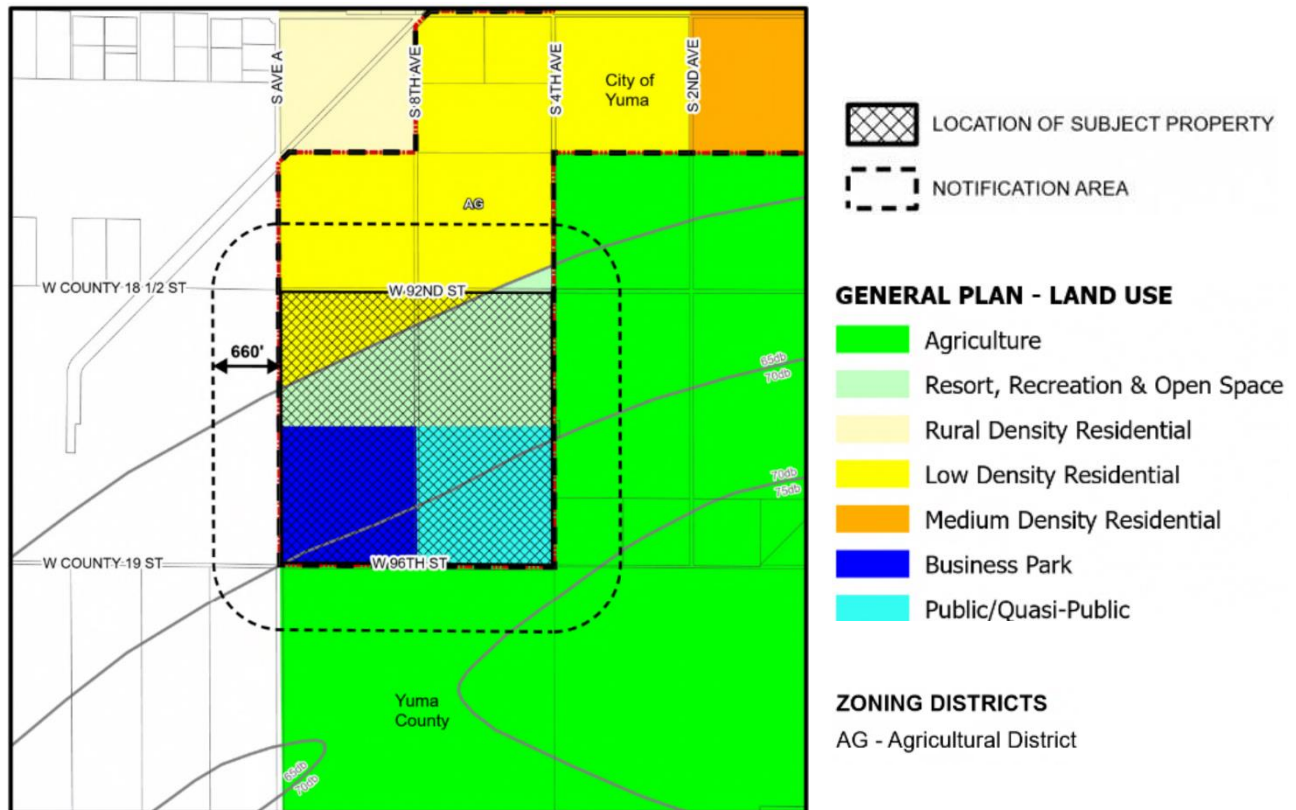 S AVE A
S 8TH AVE
S 4TH AVE
S 2ND AVE
City of
Yuma
AG
W COUNTY 18 1/2 ST
W 92ND ST
660'
65db
70db
70db
75db
W COUNTY 19 ST
W 96TH ST
Yuma
County
65db
70db
LOCATION OF SUBJECT PROPERTY
NOTIFICATION AREA
GENERAL PLAN - LAND USE
Agriculture
Resort, Recreation & Open Space
Rural Density Residential
Low Density Residential
Medium Density Residential
Business Park
Public/Quasi-Public
ZONING DISTRICTS
AG - Agricultural District